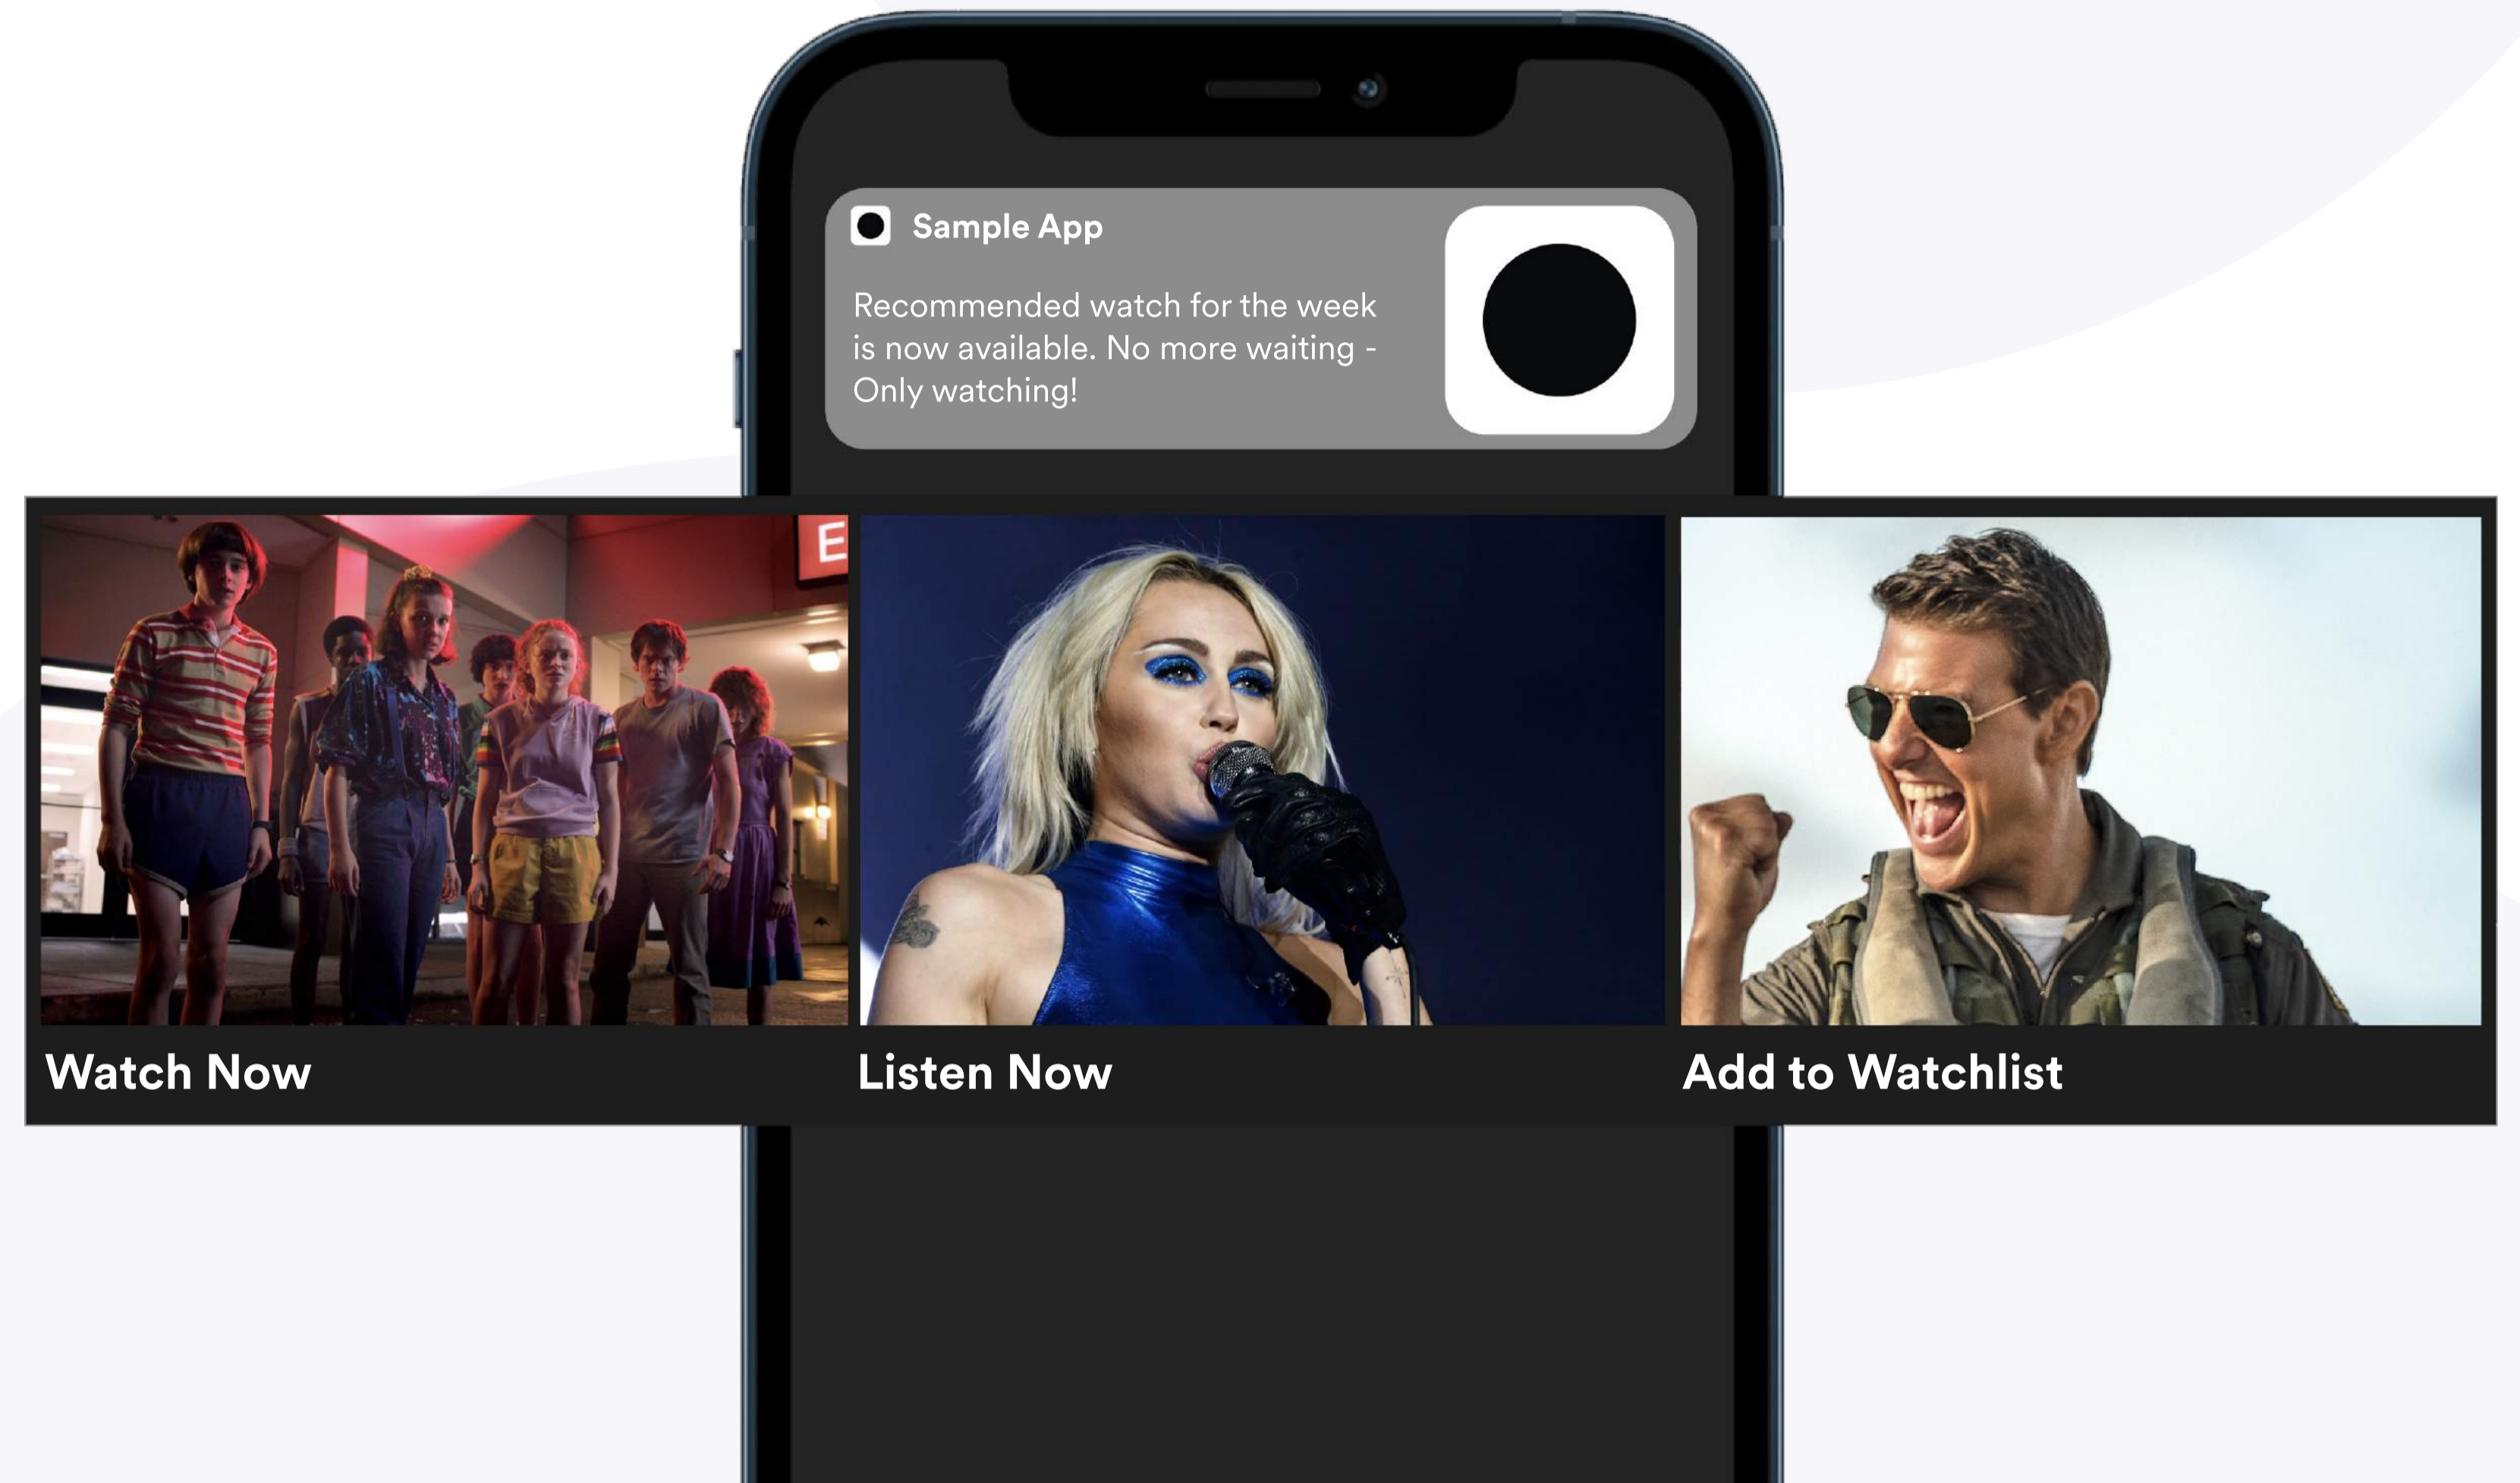 Sample App
Recommended watch for the week
is now available. No more waiting -
Only watching!
E
Watch Now
Listen Now
Add to Watchlist